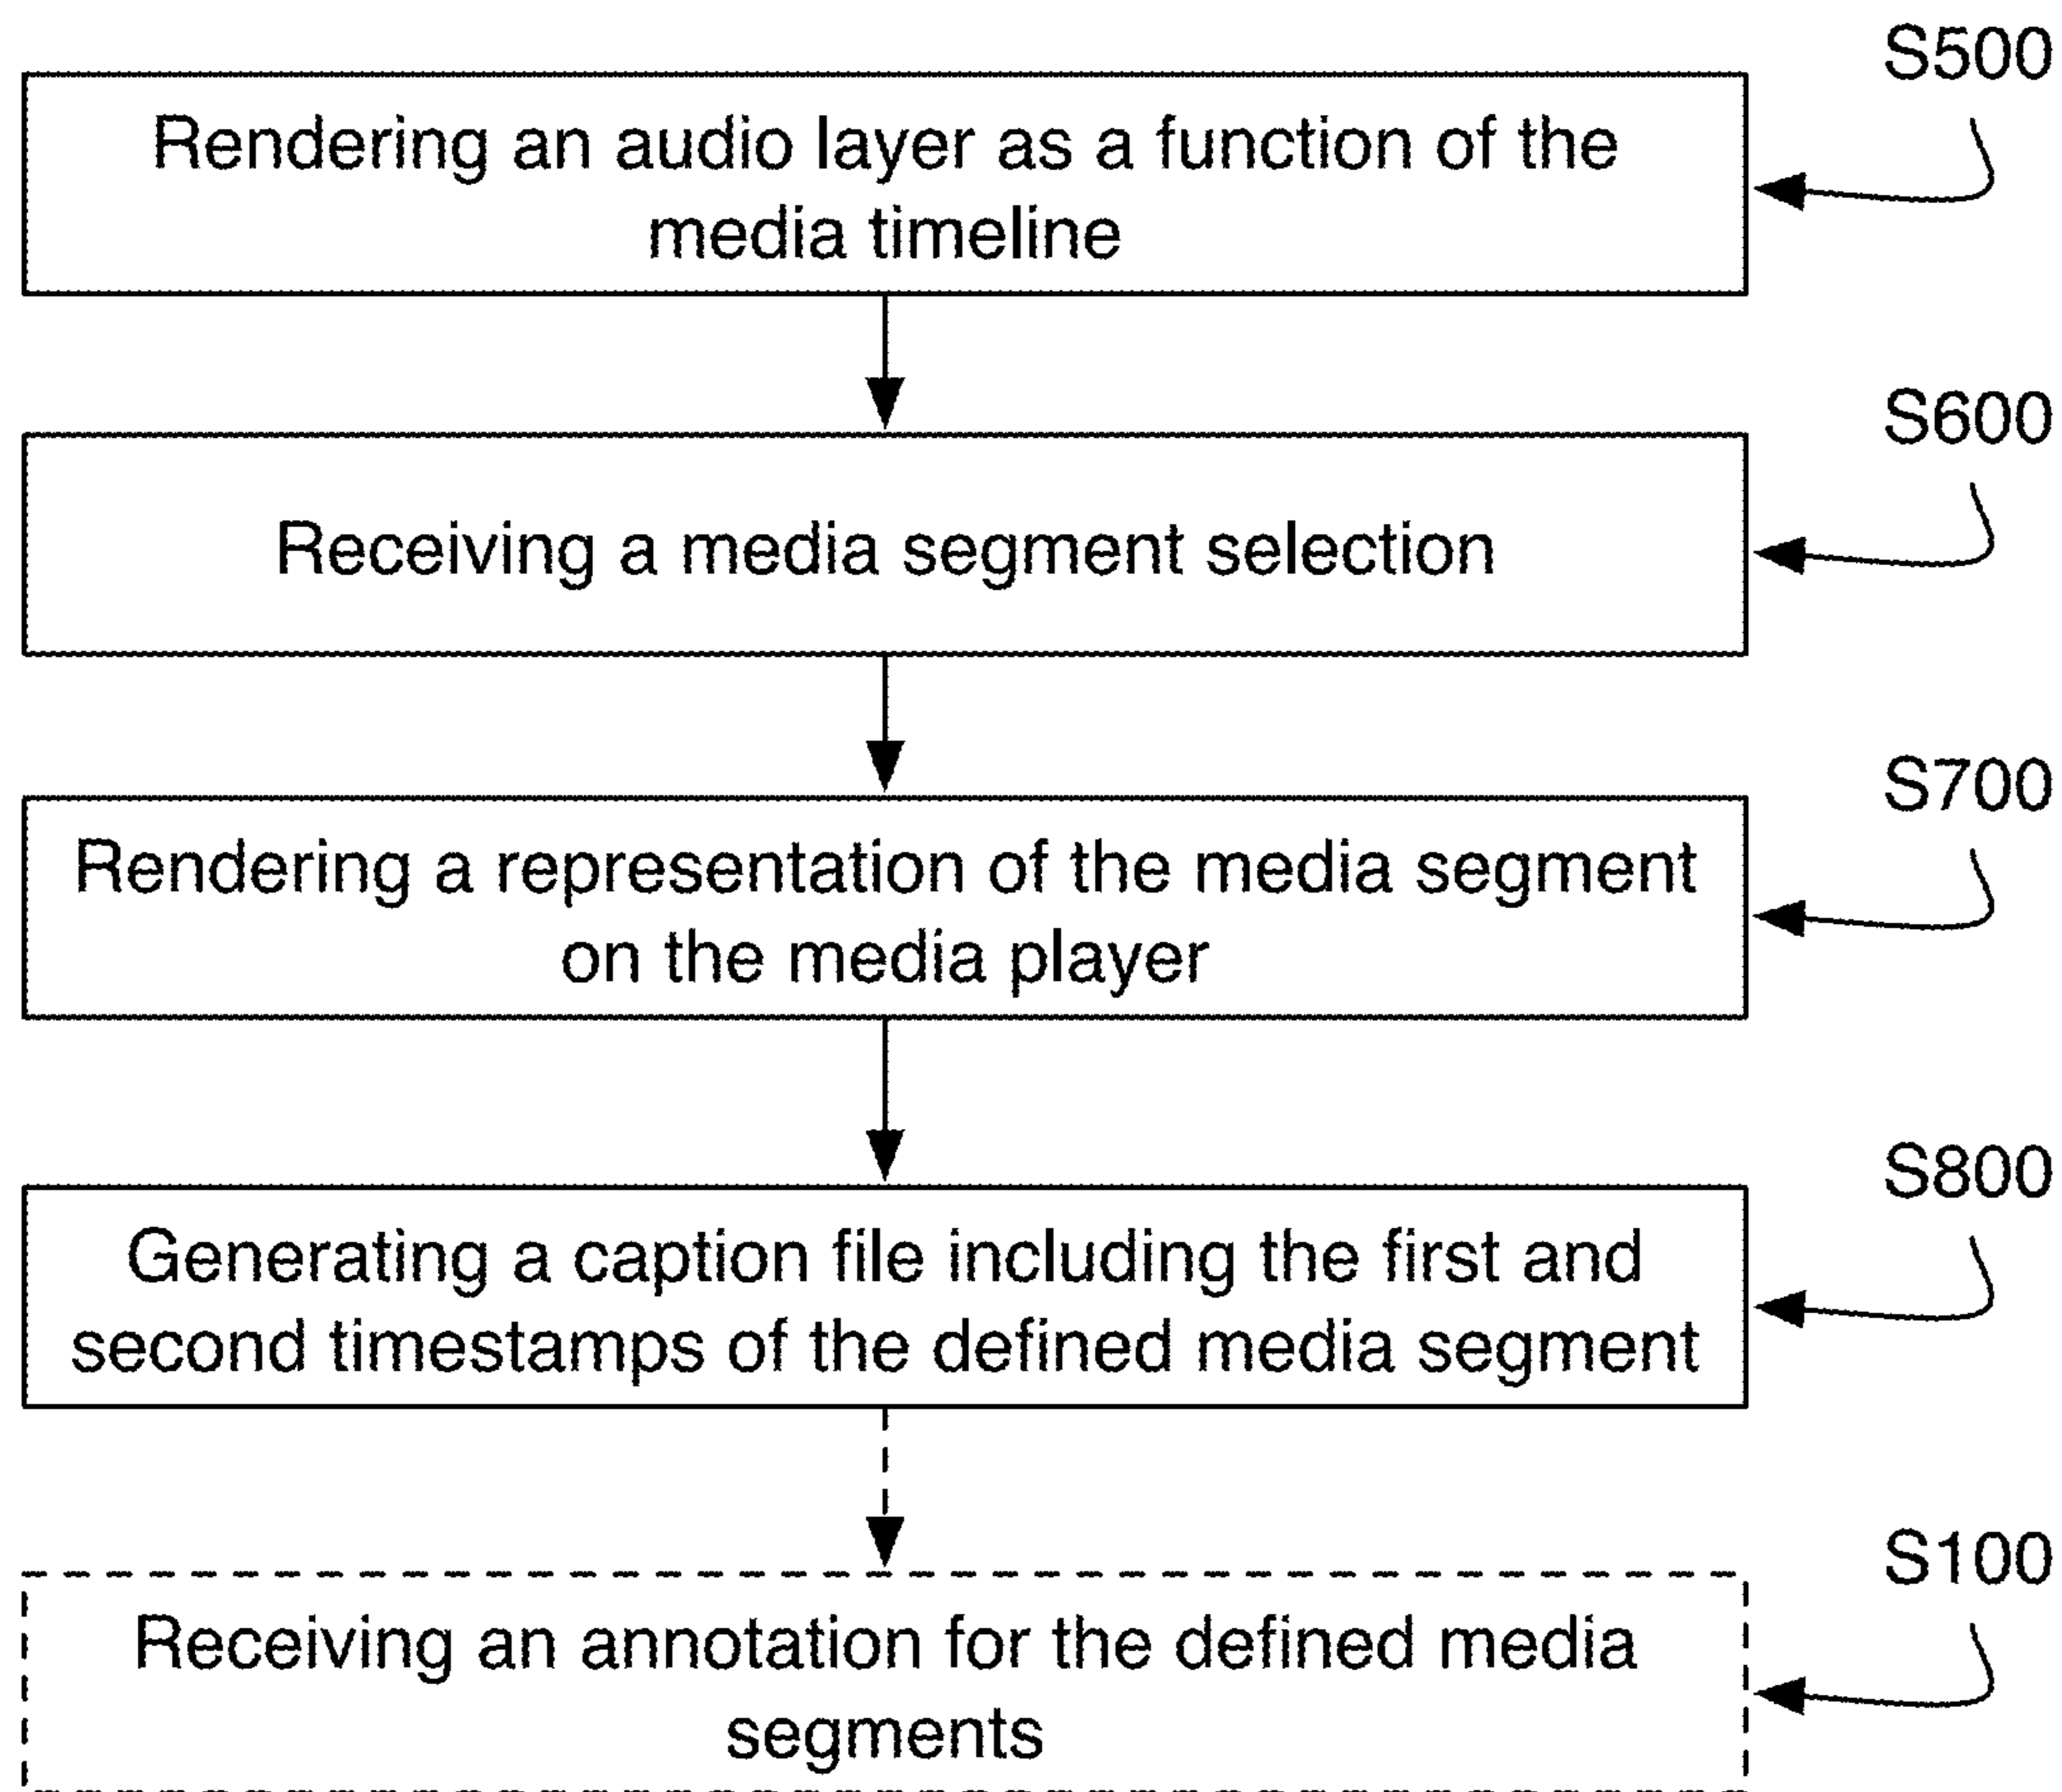 S500
Rendering an audio layer as a function of the
media timeline
S600
Receiving a media segment selection
S700
Rendering a representation of the media segment
on the media player
S800
Generating a caption file including the first and
second timestamps of the defined media segment
S100
Receiving an annotation for the defined media
segments